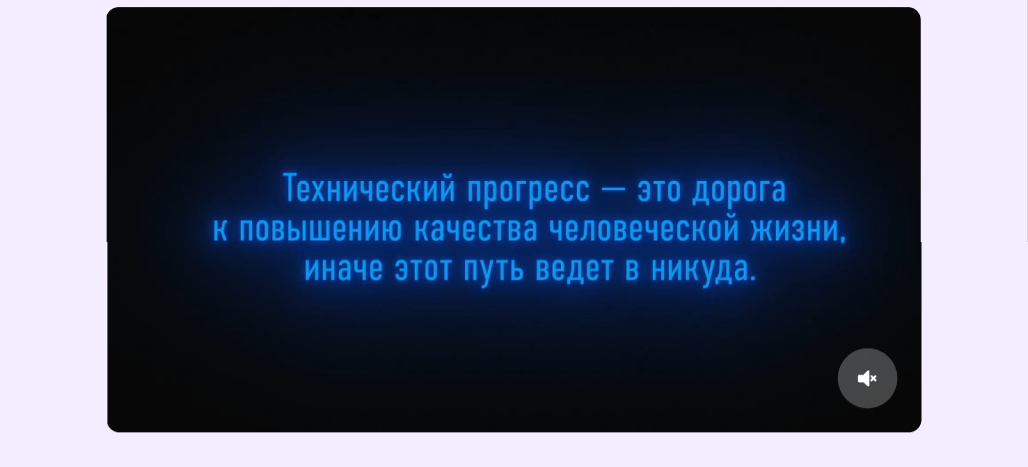 Технический прогресс — это дорога
к повышению качества человеческой жизни,
иначе этот путь ведет в никуда.